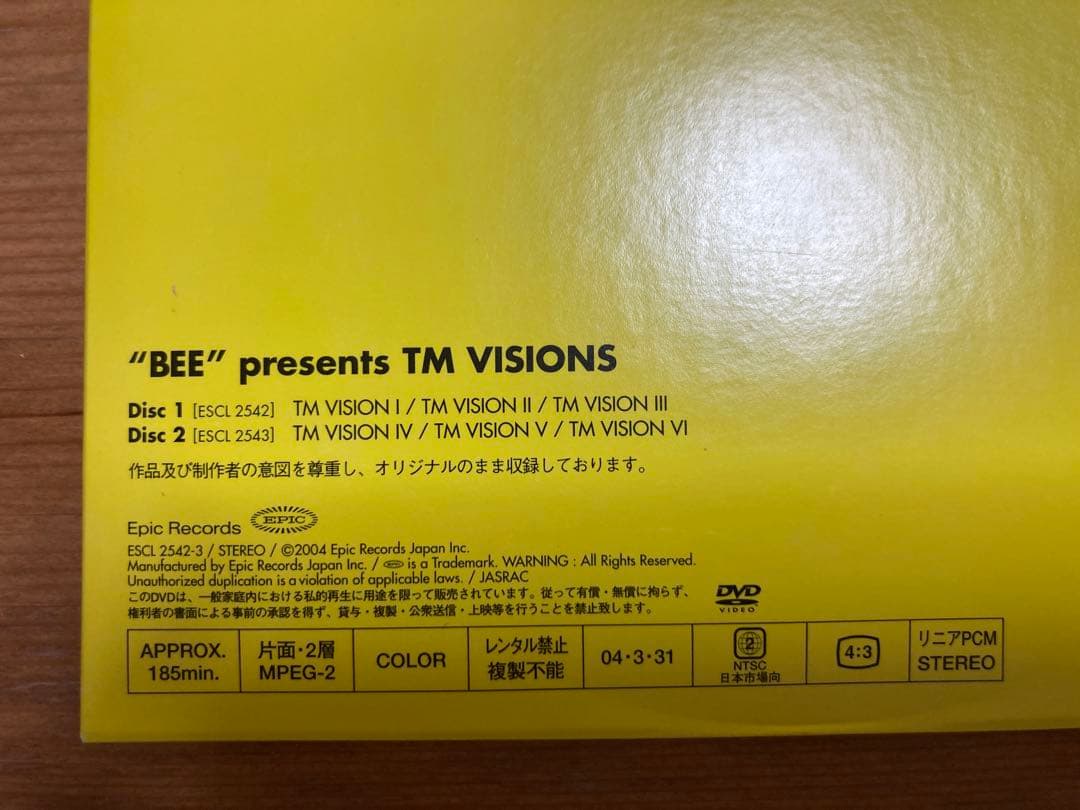 “BEE” presents TM VISIONS
Disc 1 [ESCL 2542] TM VISION I / TM VISION II / TM VISION III
Disc 2 [ESCL 2543] TM VISION IV / TM VISION V / TM VISION VI
作品及び制作者の意図を尊重し、オリジナルのまま収録しております。
Epic Records EPIC
ESCL 2542-3 / STEREO / ©2004 Epic Records Japan Inc.
Manufactured by Epic Records Japan Inc. / EPIC is a Trademark. WARNING : All Rights Reserved.
Unauthorized duplication is a violation of applicable laws. / JASRAC
このDVDは、一般家庭内における私的再生に用途を限って販売されています。従って有償・無償に拘らず、
権利者の書面による事前の承認を得ず、貸与・複製・公衆送信・上映等を行うことを禁止致します。
DVD
VIDEO
APPROX.
185min.
片面・2層
MPEG-2
COLOR
レンタル禁止
複製不能
04・3・31
2
NTSC
日本市場向
4:3
リニアPCM
STEREO